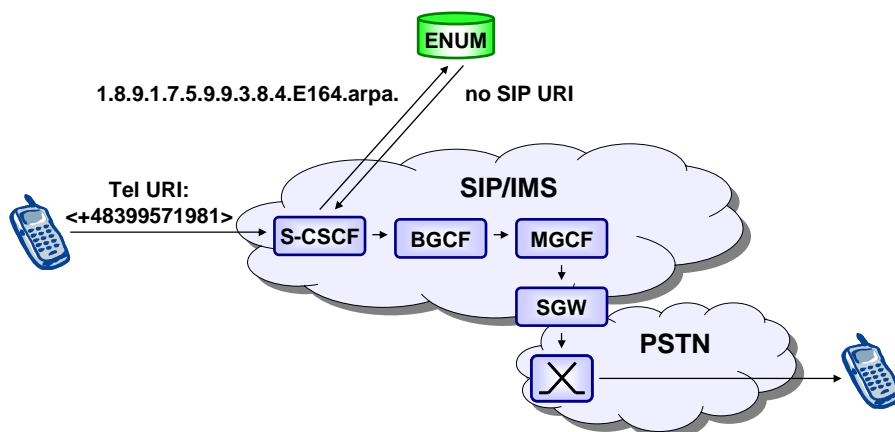 ENUM
1.8.9.1.7.5.9.9.3.8.4.E164.arpa.
no SIP URI
SIP/IMS
Tel URI:
<+48399571981>
S-CSCF
BGCF
MGCF
SGW
PSTN